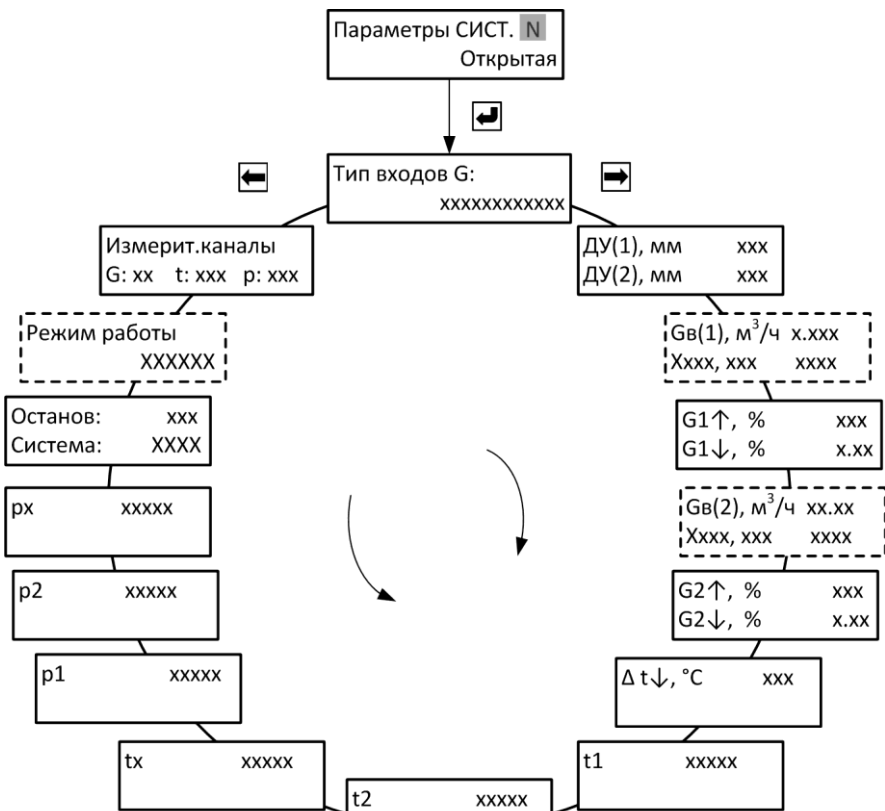 Параметры СИСТ. N
Открытая
Тип входов G:
xxxxxxxxxxxx
Измерит.каналы
G: xx t: xxx p: xxx
ДУ(1), мм xxx
ДУ(2), мм xxx
Режим работы
XXXXXX
Gв(1), м³/ч x.xxx
Xxxx, xxx xxxx
Останов: xxx
Система: XXXX
G1↑, % xxx
G1↓, % x.xx
px xxxxx
Gв(2), м³/ч xx.xx
Xxxx, xxx xxxx
p2 xxxxx
G2↑, % xxx
G2↓, % x.xx
p1 xxxxx
Δ t↓, °C xxx
tx xxxxx
t2 xxxxx
t1 xxxxx